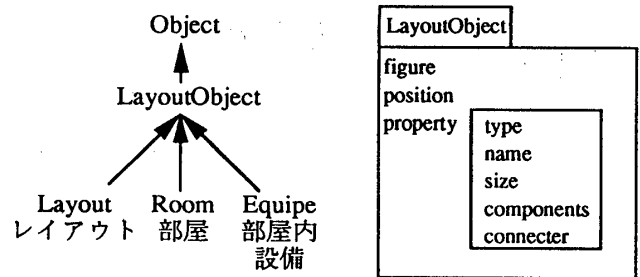 Object
LayoutObject
Layout Room Equipe
レイアウト 部屋 部屋内
設備
LayoutObject
figure
position
property
type
name
size
components
connecter